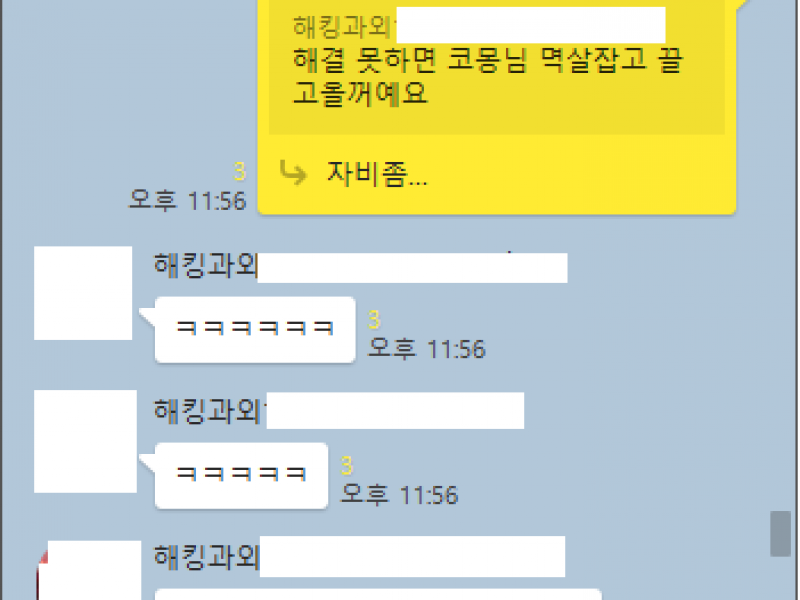 해킹과외
해결 못하면 코몽님 멱살잡고 끌
고올꺼예요
자비좀...
3
오후 11:56
해킹과외
ㅋㅋㅋㅋㅋㅋ
3
오후 11:56
해킹과외
ㅋㅋㅋㅋㅋ
3
오후 11:56
해킹과외